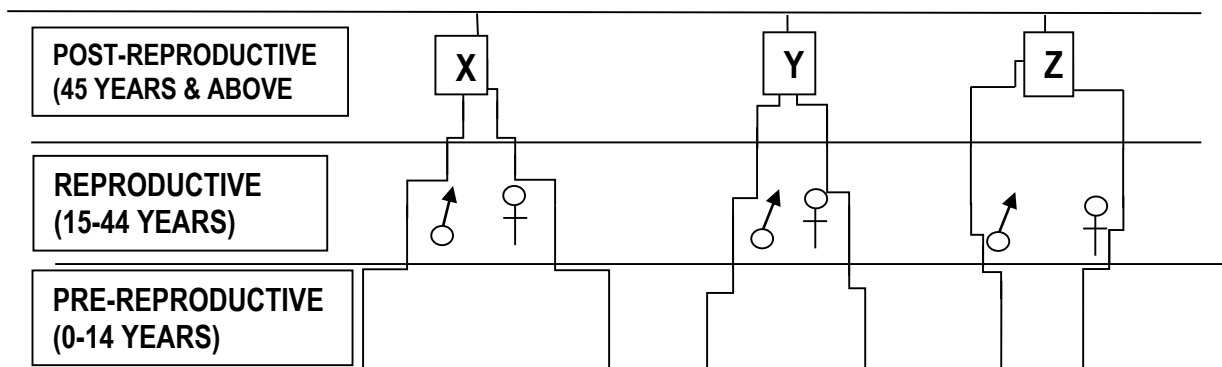 POST-REPRODUCTIVE
(45 YEARS & ABOVE
X
Y
Z
REPRODUCTIVE
(15-44 YEARS)
PRE-REPRODUCTIVE
(0-14 YEARS)